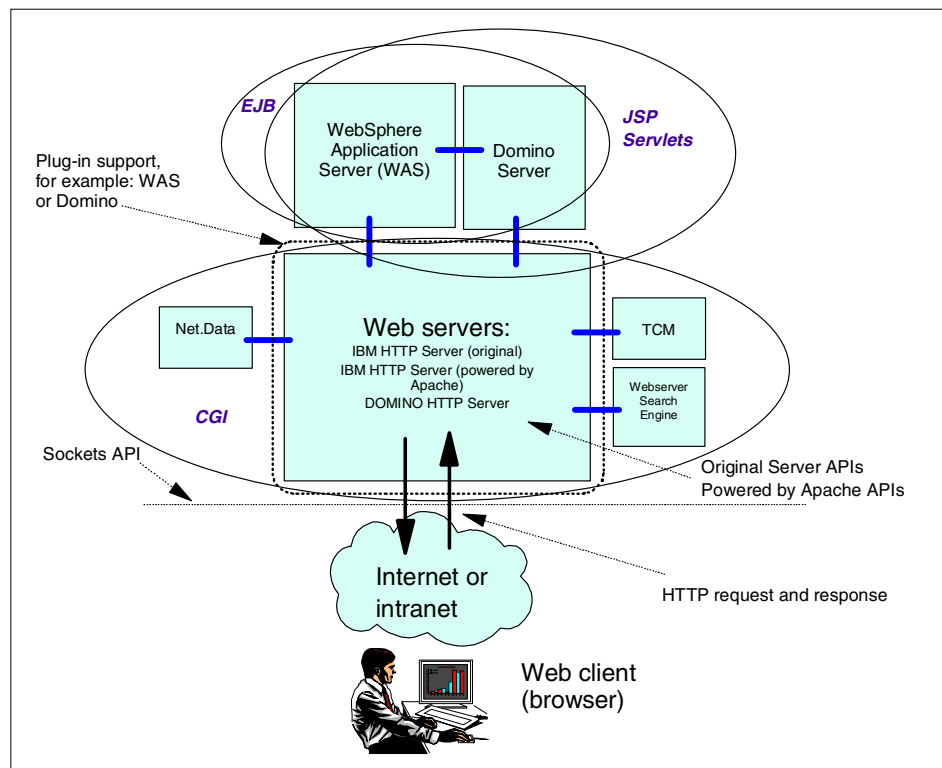 EJB
JSP
Servlets
WebSphere
Application
Server (WAS)
Domino
Server
Plug-in support,
for example: WAS
or Domino
Net.Data
Web servers:
IBM HTTP Server (original)
IBM HTTP Server (powered by
Apache)
DOMINO HTTP Server
TCM
Webserver
Search
Engine
CGI
Sockets API
Original Server APIs
Powered by Apache APIs
Internet or
intranet
HTTP request and response
Web client
(browser)